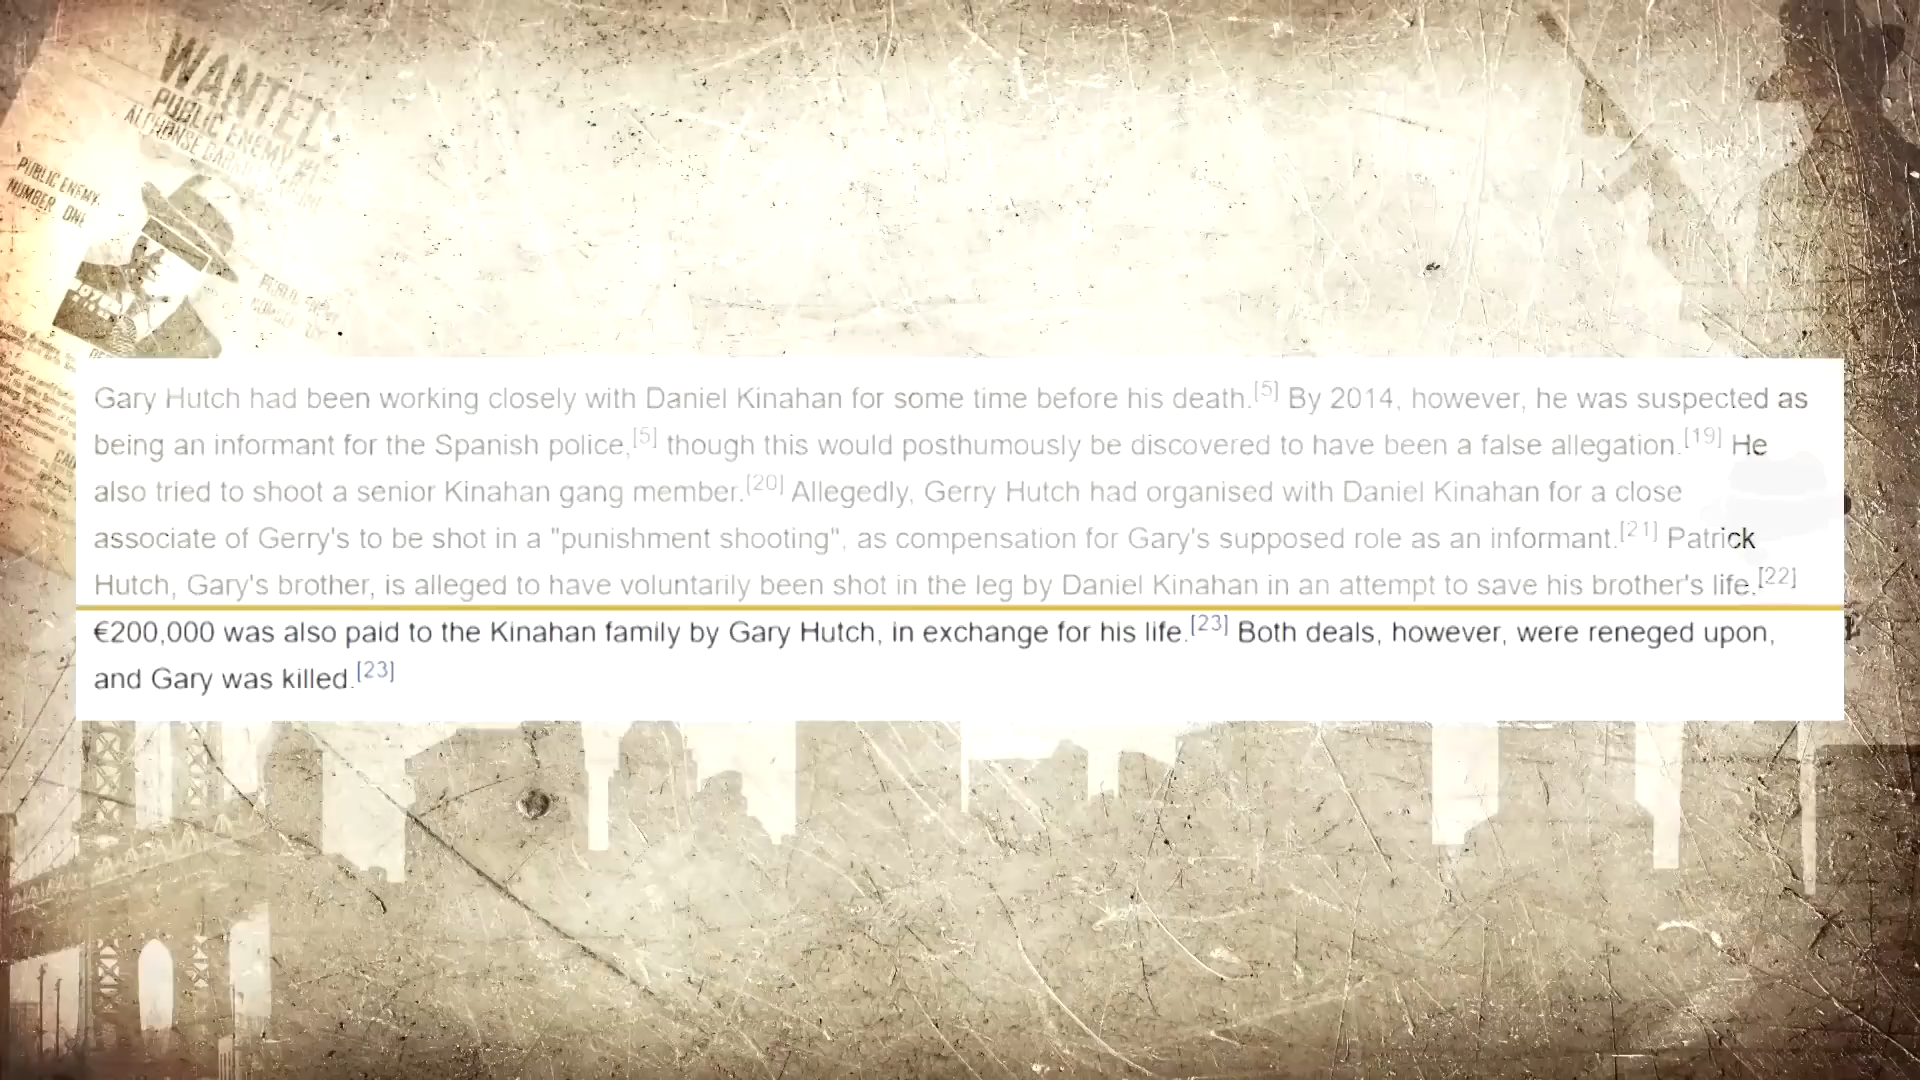 WANTED
PUBLIC ENEMY #1
PUBLIC ENEMY
NUMBER ONE
Gary Hutch had been working closely with Daniel Kinahan for some time before his death.[5] By 2014, however, he was suspected as
being an informant for the Spanish police,[5] though this would posthumously be discovered to have been a false allegation.[19] He
also tried to shoot a senior Kinahan gang member.[20] Allegedly, Gerry Hutch had organised with Daniel Kinahan for a close
associate of Gerry's to be shot in a "punishment shooting", as compensation for Gary's supposed role as an informant.[21] Patrick
Hutch, Gary's brother, is alleged to have voluntarily been shot in the leg by Daniel Kinahan in an attempt to save his brother's life.[22]
€200,000 was also paid to the Kinahan family by Gary Hutch, in exchange for his life.[23] Both deals, however, were reneged upon,
and Gary was killed.[23]